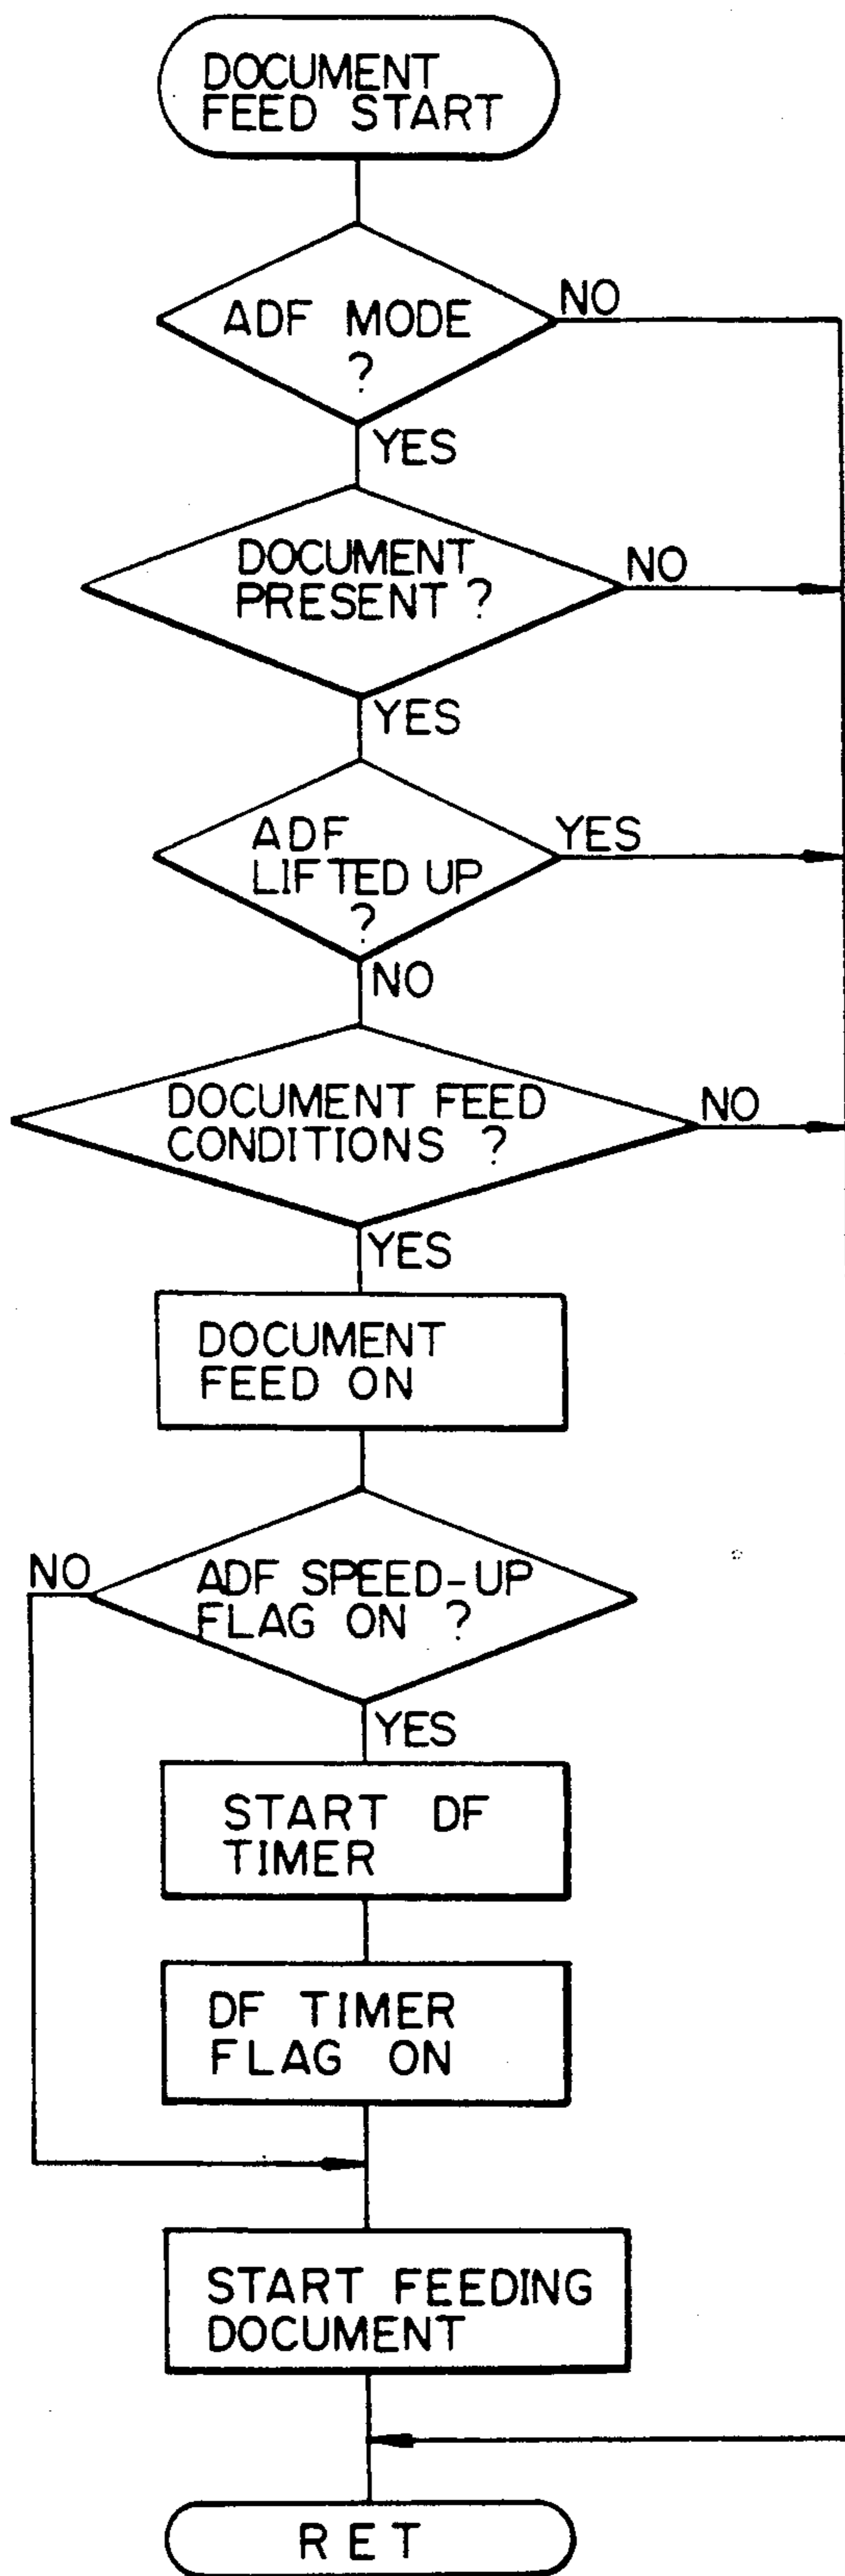 DOCUMENT
FEED START
ADF MODE
?
NO
YES
DOCUMENT
PRESENT ?
NO
YES
ADF
LIFTED UP
?
YES
NO
DOCUMENT FEED
CONDITIONS ?
NO
YES
DOCUMENT
FEED ON
ADF SPEED-UP
FLAG ON ?
NO
YES
START DF
TIMER
DF TIMER
FLAG ON
START FEEDING
DOCUMENT
RET